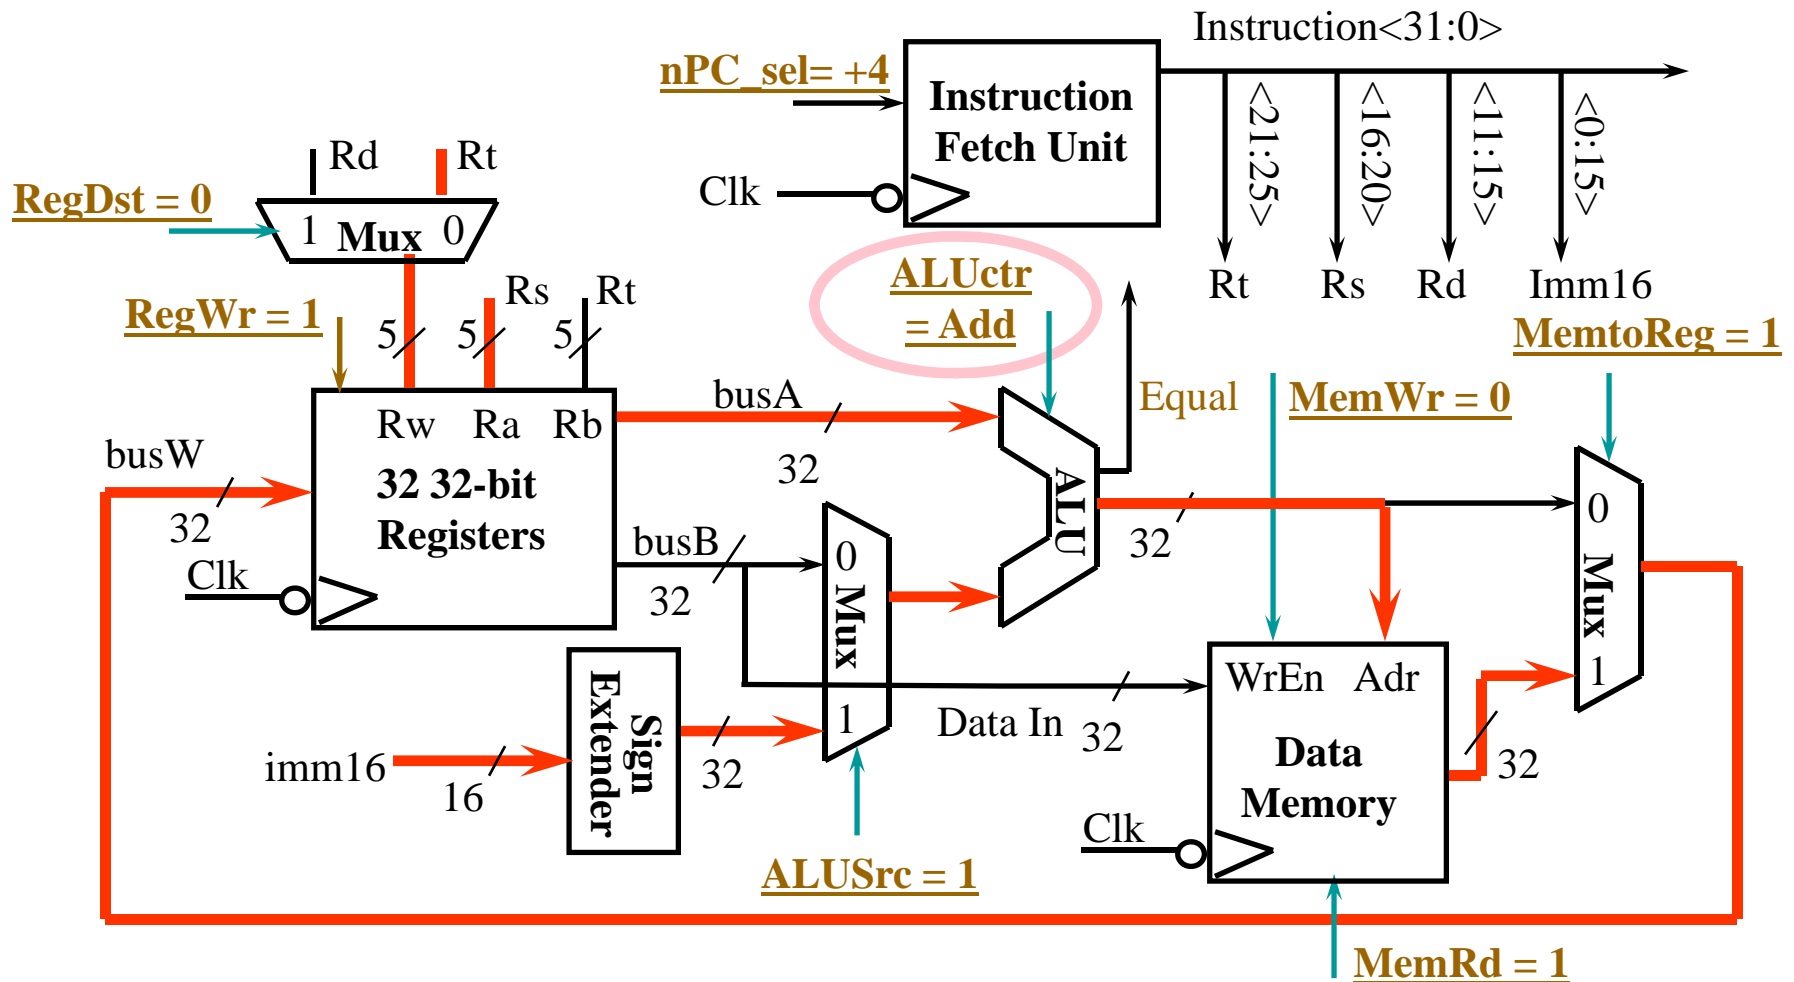 Instruction<31:0>
nPC_sel= +4
Instruction
Fetch Unit
Clk
<21:25>
<16:20>
<11:15>
<0:15>
Rt
Rs
Rd
Imm16
Rd
Rt
RegDst = 0
1
Mux
0
RegWr = 1
5
5
Rs
5
Rt
ALUctr
= Add
Equal
MemWr = 0
MemtoReg = 1
busW
32
Rw
Ra
Rb
32 32-bit
Registers
Clk
busA
32
busB
32
0
Mux
1
ALU
32
0
Mux
1
imm16
16
Sign
Extender
32
ALUSrc = 1
Data In
32
WrEn
Adr
Data
Memory
Clk
32
MemRd = 1